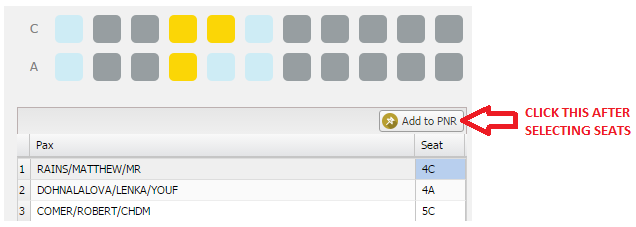 C
A
Add to PNR
CLICK THIS AFTER
SELECTING SEATS
Pax Seat
1 RAINS/MATTHEW/MR 4C
2 DOHNALALOVA/LENKA/YOUF 4A
3 COMER/ROBERT/CHDM 5C